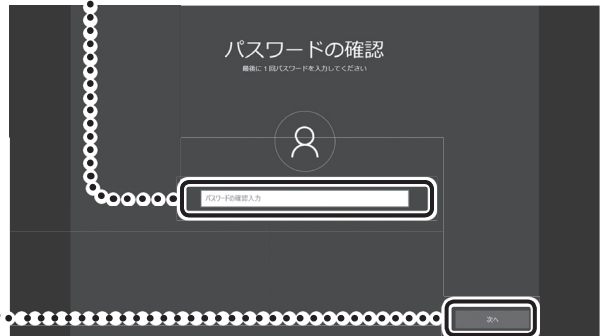 パスワードの確認
最後に1回パスワードを入力してください
パスワードの確認入力
次へ